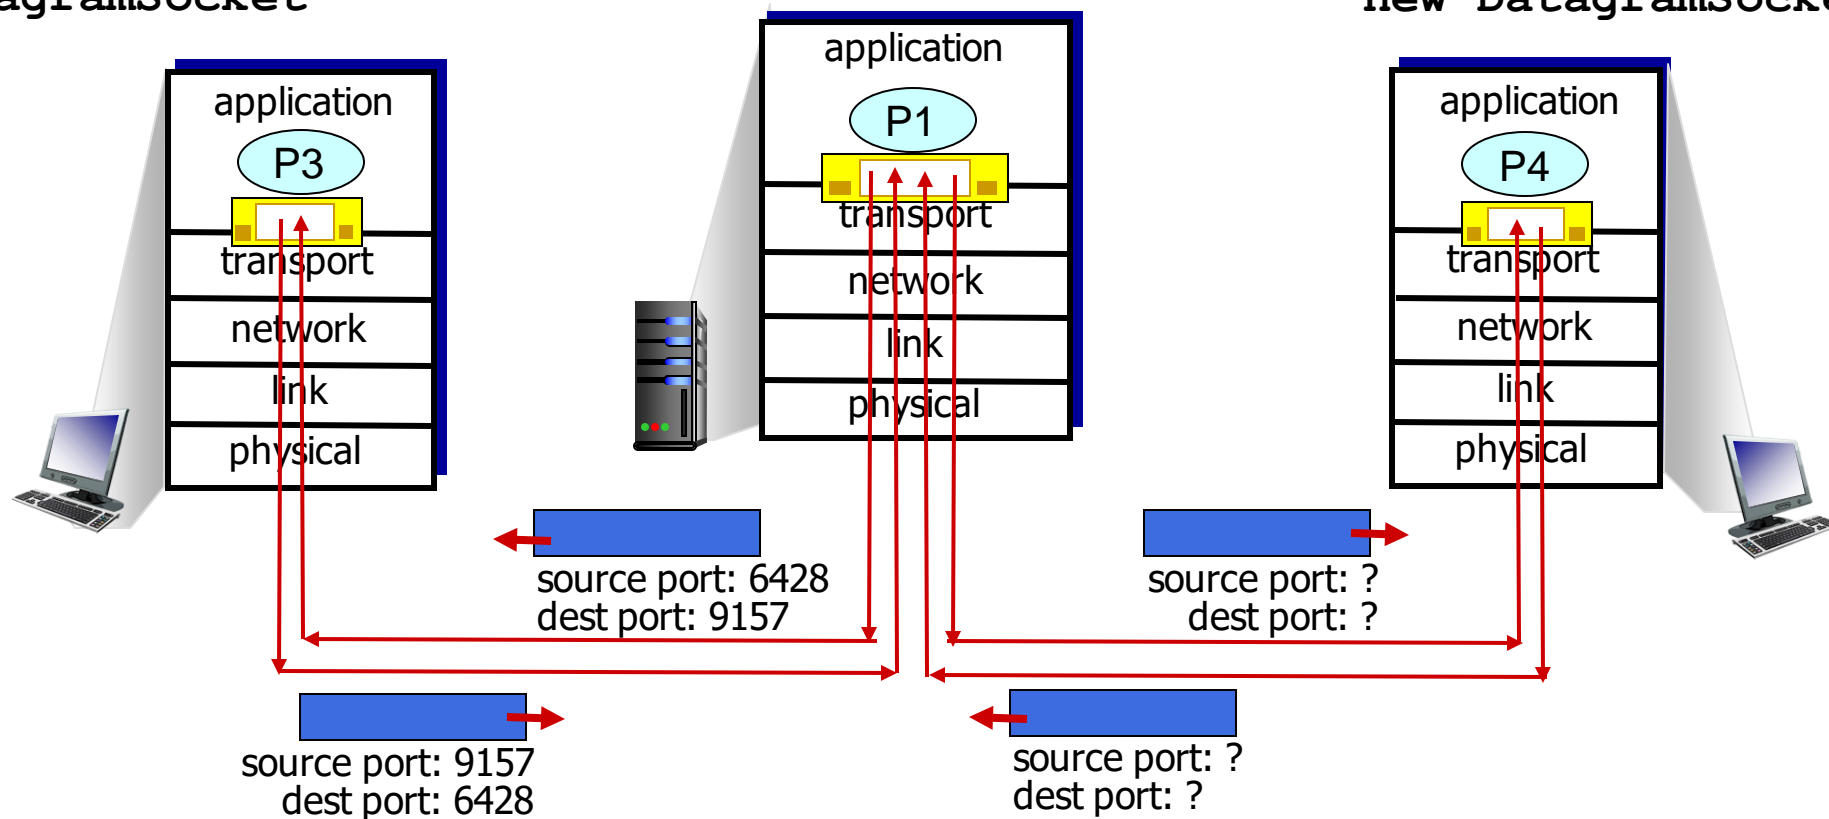 application
P3
transport
network
link
physical
application
P1
transport
network
link
physical
application
P4
transport
network
link
physical
source port: 6428
dest port: 9157
source port: ?
dest port: ?
source port: 9157
dest port: 6428
source port: ?
dest port: ?